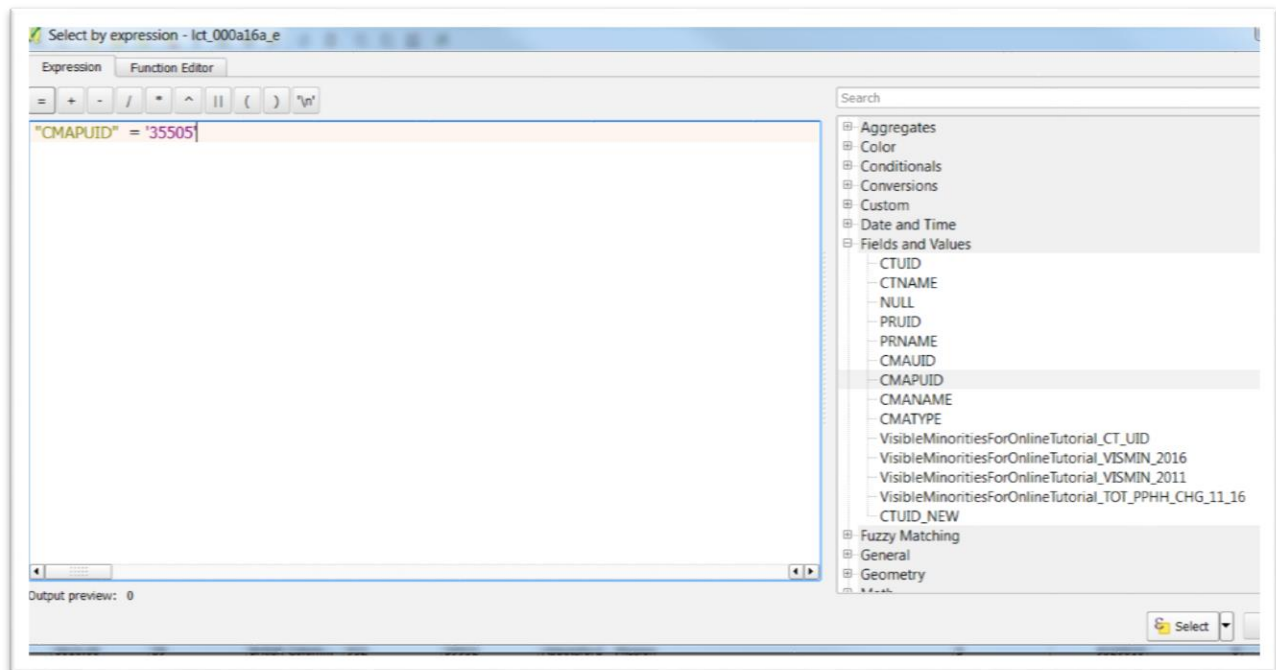 Select by expression - lct_000a16a_e
Expression Function Editor
= + - / * ^ || ( ) '\n'
"CMAPUID" = '35505'
Search
Aggregates
Color
Conditionals
Conversions
Custom
Date and Time
Fields and Values
CTUID
CTNAME
NULL
PRUID
PRNAME
CMAUID
CMAPUID
CMANAME
CMATYPE
VisibleMinoritiesForOnlineTutorial_CT_UID
VisibleMinoritiesForOnlineTutorial_VISMIN_2016
VisibleMinoritiesForOnlineTutorial_VISMIN_2011
VisibleMinoritiesForOnlineTutorial_TOT_PPHH_CHG_11_16
CTUID_NEW
Fuzzy Matching
General
Geometry
Output preview: 0
Select